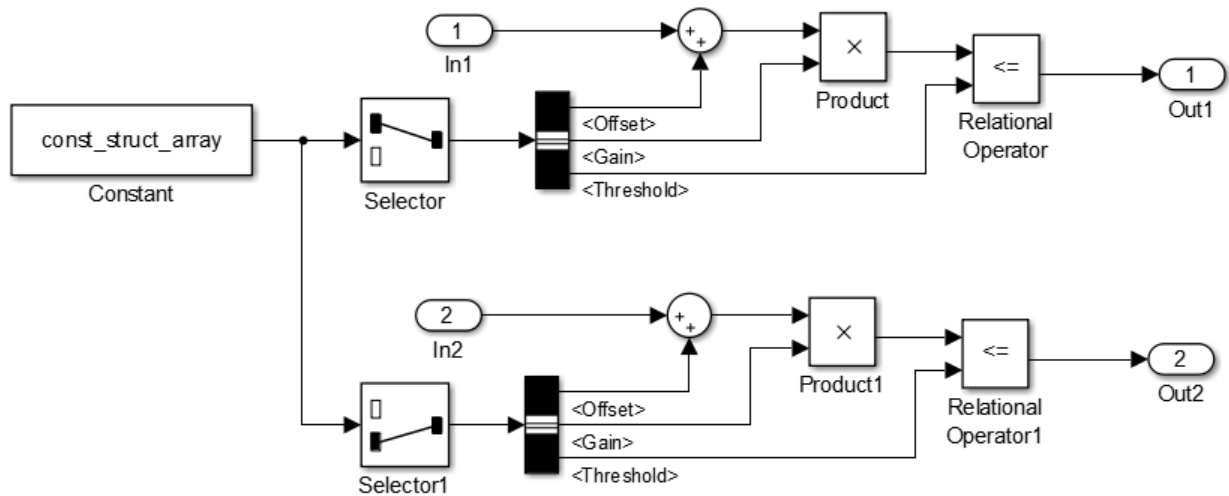 1
In1
+
+
×
Product
<=
Relational
Operator
1
Out1
const_struct_array
Constant
Selector
<Offset>
<Gain>
<Threshold>
2
In2
+
+
×
Product1
<=
Relational
Operator1
2
Out2
Selector1
<Offset>
<Gain>
<Threshold>